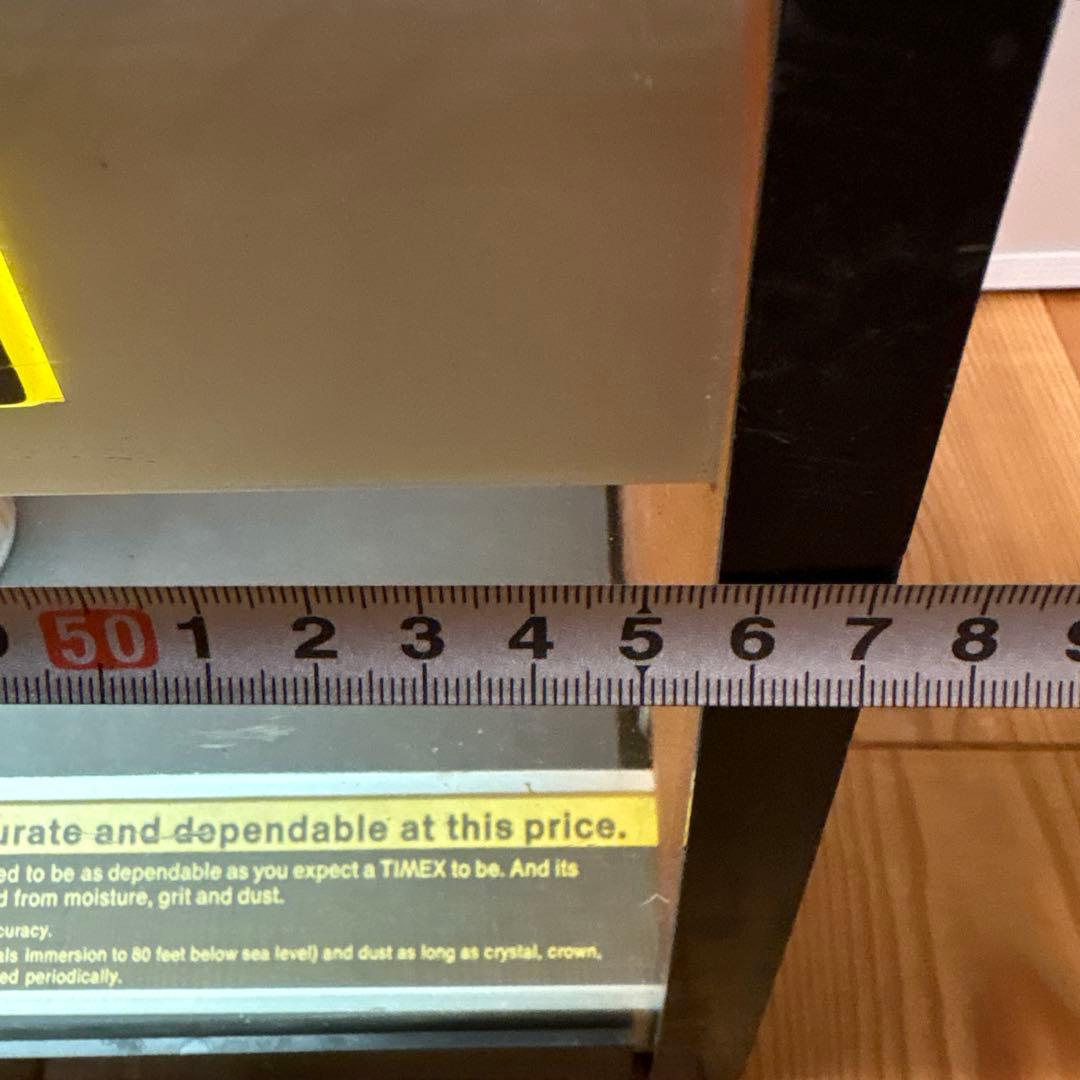 50 1 2 3 4 5 6 7 8 9
urate and dependable at this price.
ed to be as dependable as you expect a TIMEX to be. And its
d from moisture, grit and dust.
curacy.
als immersion to 80 feet below sea level) and dust as long as crystal, crown,
ed periodically.